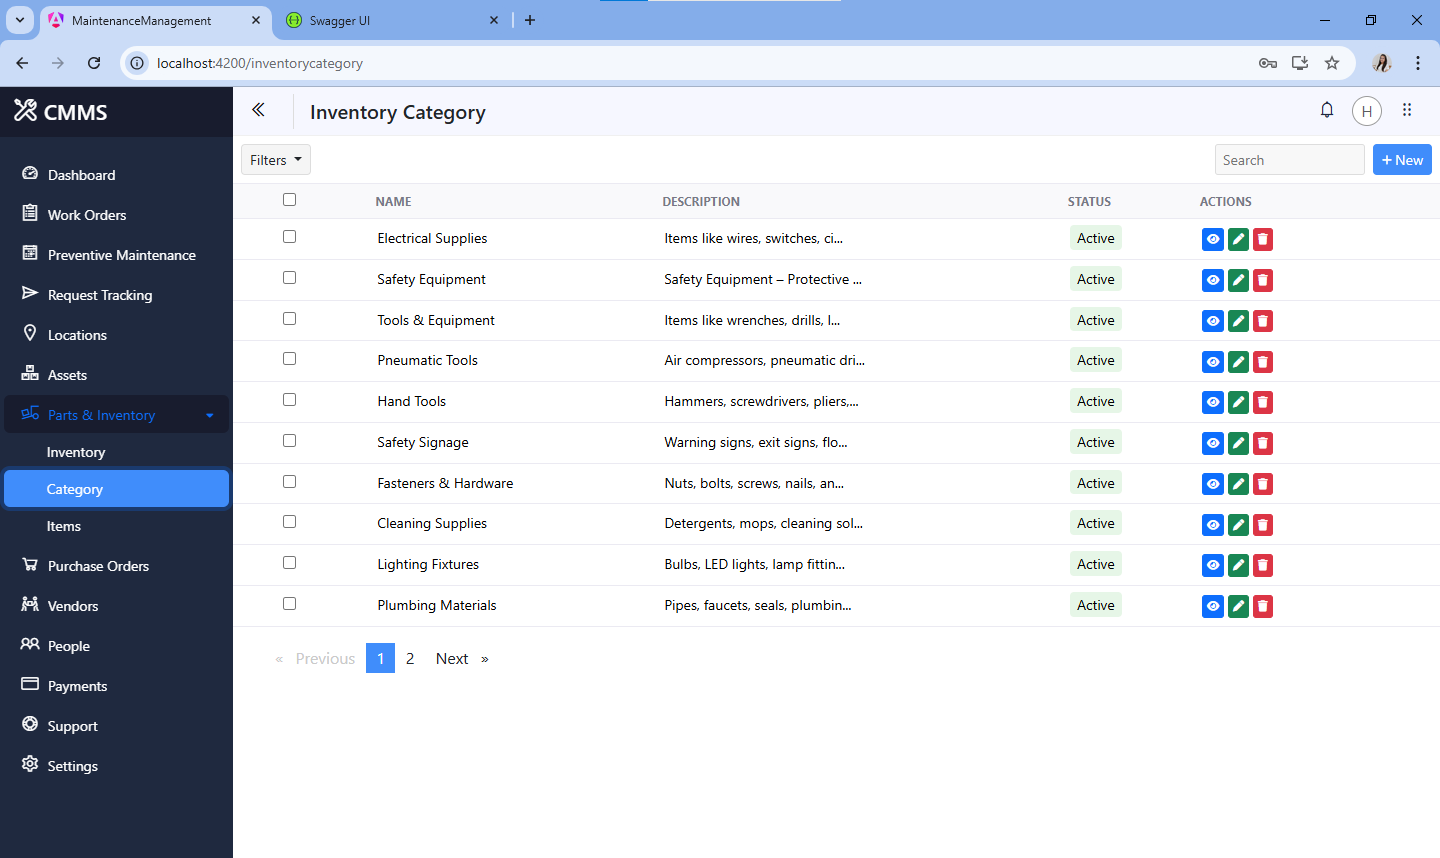 MaintenanceManagement
Swagger UI
localhost:4200/inventorycategory
CMMS
Inventory Category
H
Filters
Search
+ New
Dashboard
Work Orders
Preventive Maintenance
Request Tracking
Locations
Assets
Parts & Inventory
Inventory
Category
Items
Purchase Orders
Vendors
People
Payments
Support
Settings
NAME DESCRIPTION STATUS ACTIONS
Electrical Supplies Items like wires, switches, ci... Active
Safety Equipment Safety Equipment – Protective ... Active
Tools & Equipment Items like wrenches, drills, l... Active
Pneumatic Tools Air compressors, pneumatic dri... Active
Hand Tools Hammers, screwdrivers, pliers,... Active
Safety Signage Warning signs, exit signs, flo... Active
Fasteners & Hardware Nuts, bolts, screws, nails, an... Active
Cleaning Supplies Detergents, mops, cleaning sol... Active
Lighting Fixtures Bulbs, LED lights, lamp fittin... Active
Plumbing Materials Pipes, faucets, seals, plumbin... Active
« Previous 1 2 Next »